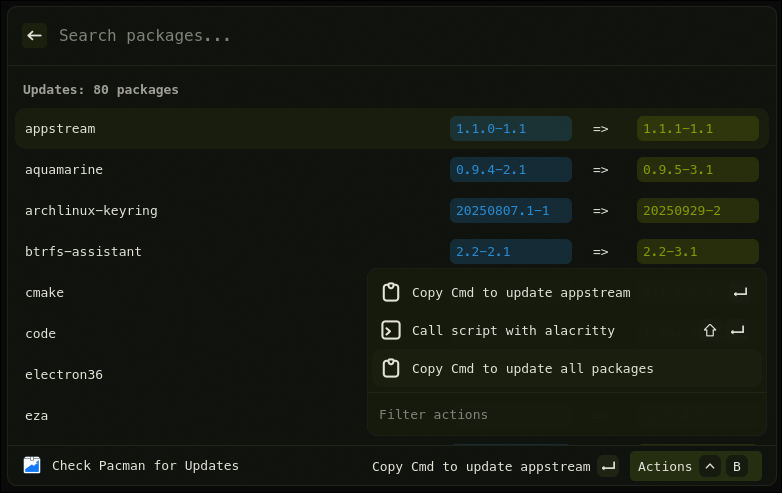 Search packages...
Updates: 80 packages
appstream 1.1.0-1.1 => 1.1.1-1.1
aquamarine 0.9.4-2.1 => 0.9.5-3.1
archlinux-keyring 20250807.1-1 => 20250929-2
btrfs-assistant 2.2-2.1 => 2.2-3.1
cmake
code
electron36
eza
Copy Cmd to update appstream
Call script with alacritty
Copy Cmd to update all packages
Filter actions
Check Pacman for Updates Copy Cmd to update appstream Actions ^ B